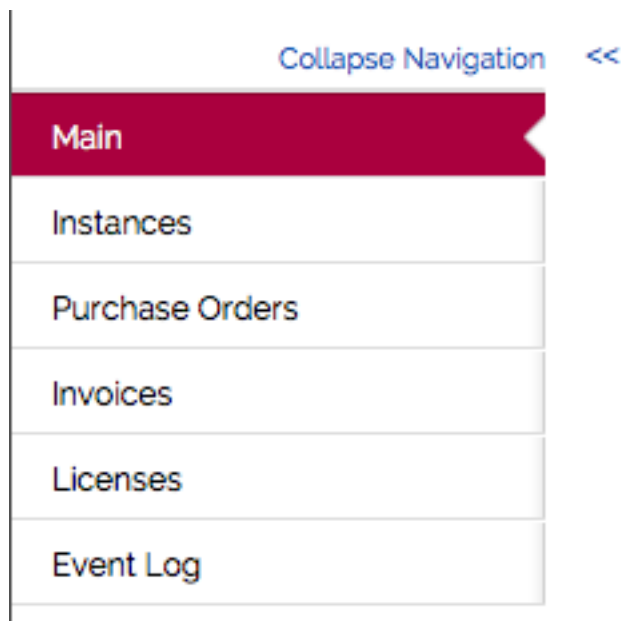 Collapse Navigation <<
Main
Instances
Purchase Orders
Invoices
Licenses
Event Log